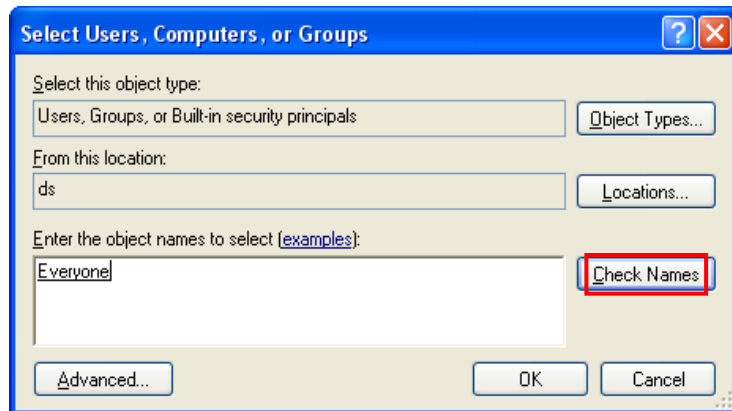 Select Users, Computers, or Groups
Select this object type:
Users, Groups, or Built-in security principals
Object Types...
From this location:
ds
Locations...
Enter the object names to select (examples):
Everyone
Check Names
Advanced...
OK
Cancel